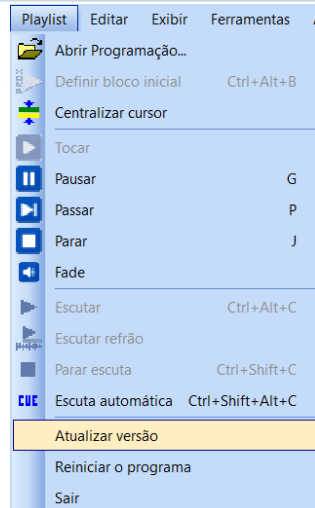 Playlist Editar Exibir Ferramentas
Abrir Programação...
Definir bloco inicial Ctrl+Alt+B
Centralizar cursor
Tocar
Pausar G
Passar P
Parar J
Fade
Escutar Ctrl+Alt+C
Escutar refrão
Parar escuta Ctrl+Shift+C
CUE Escuta automática Ctrl+Shift+Alt+C
Atualizar versão
Reiniciar o programa
Sair